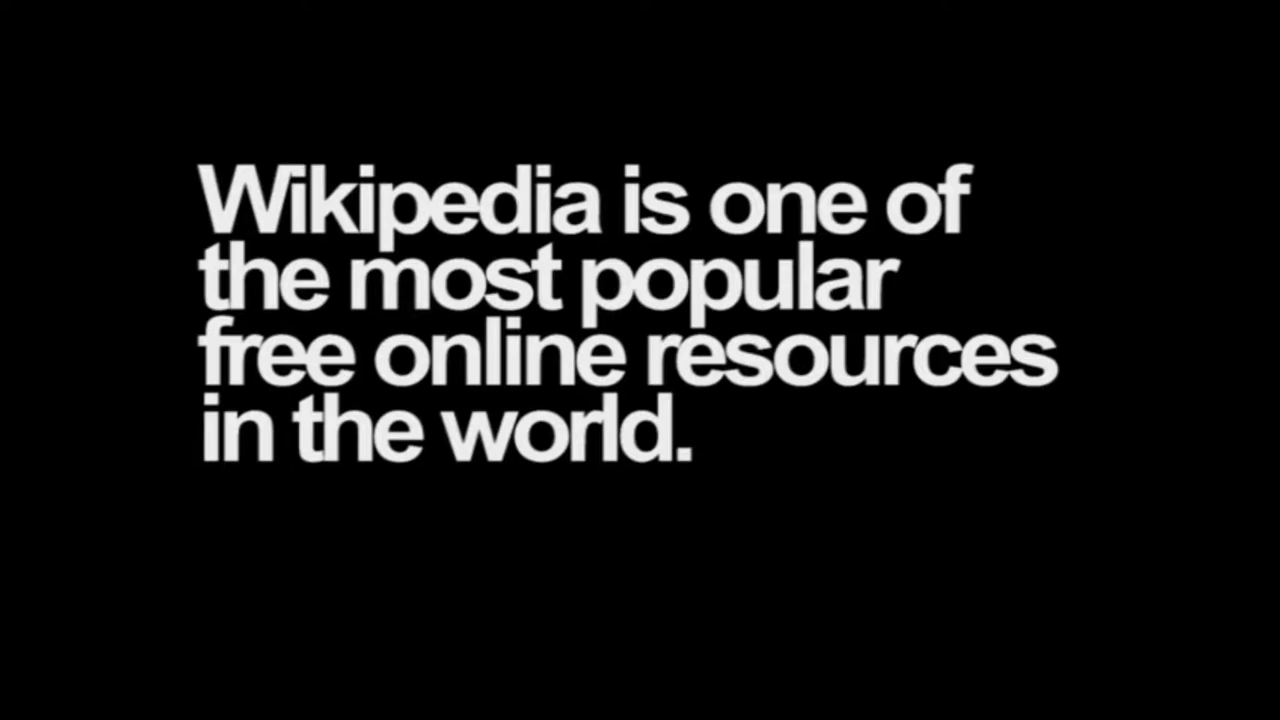 Wikipedia is one of
the most popular
free online resources
in the world.